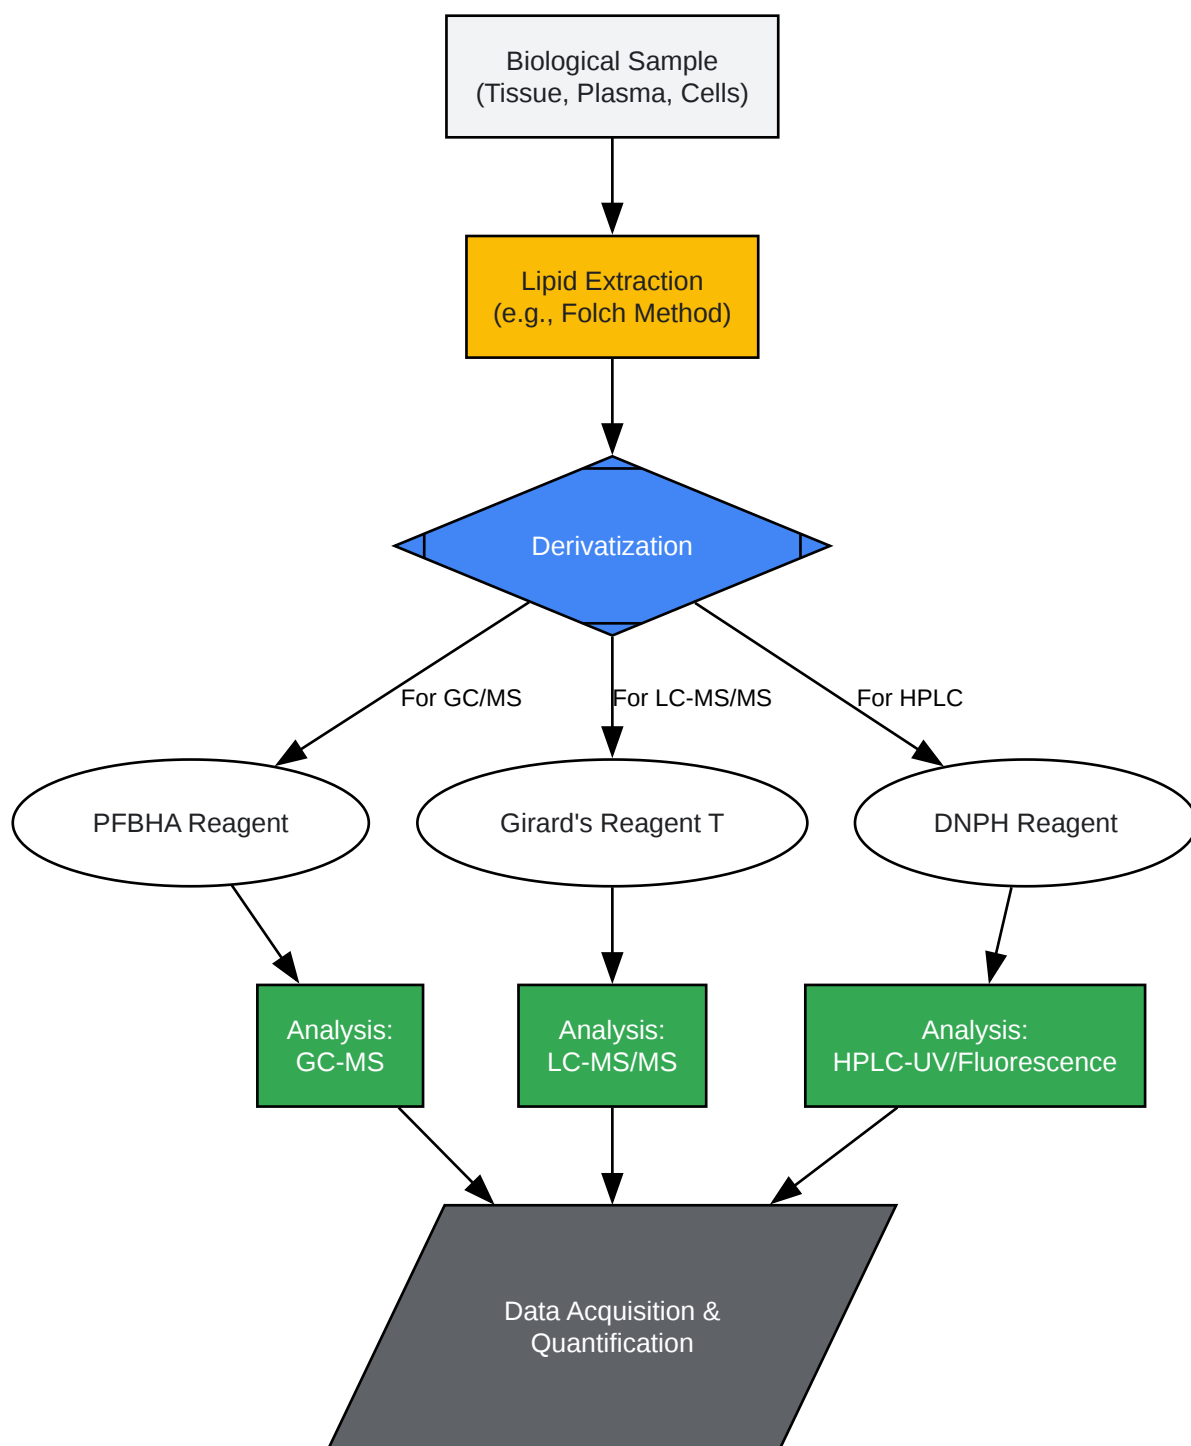 Biological Sample
(Tissue, Plasma, Cells)
Lipid Extraction
(e.g., Folch Method)
Derivatization
For GC/MS
For LC-MS/MS
For HPLC
PFBHA Reagent
Girard's Reagent T
DNPH Reagent
Analysis:
GC-MS
Analysis:
LC-MS/MS
Analysis:
HPLC-UV/Fluorescence
Data Acquisition &
Quantification